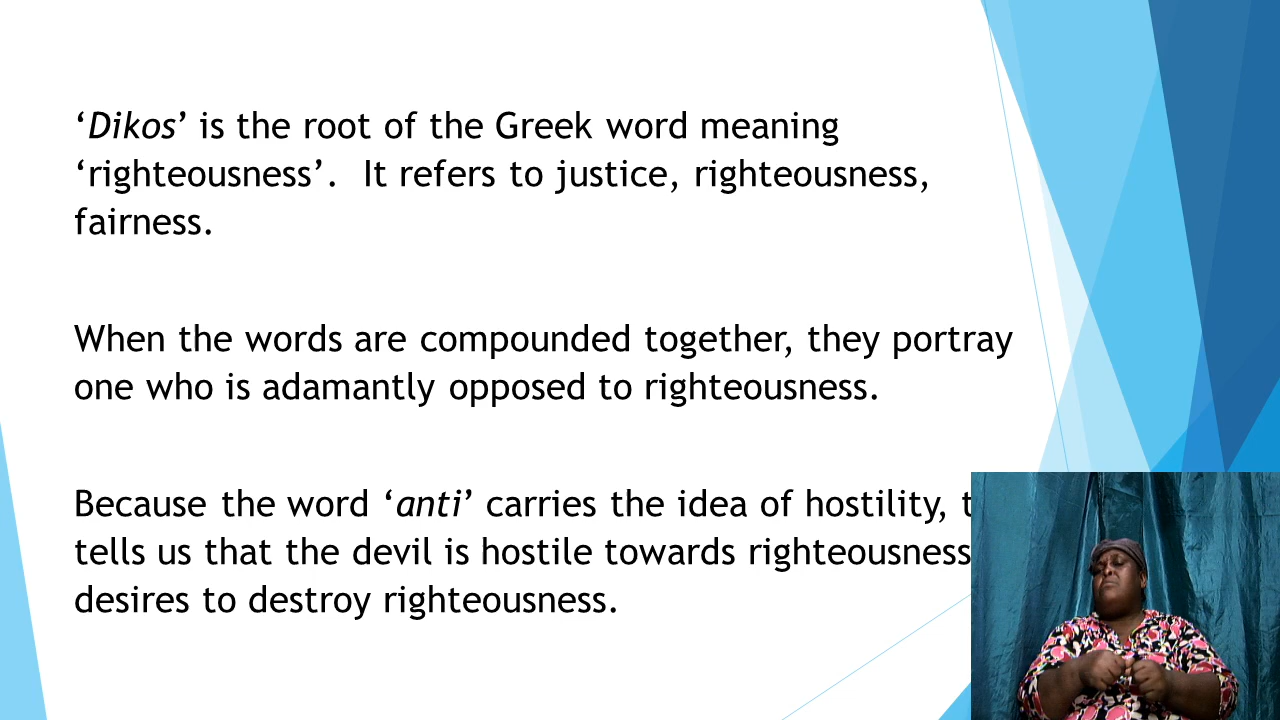 ‘Dikos’ is the root of the Greek word meaning
‘righteousness’.  It refers to justice, righteousness,
fairness.
When the words are compounded together, they portray
one who is adamantly opposed to righteousness.
Because the word ‘anti’ carries the idea of hostility,
tells us that the devil is hostile towards righteousness
desires to destroy righteousness.